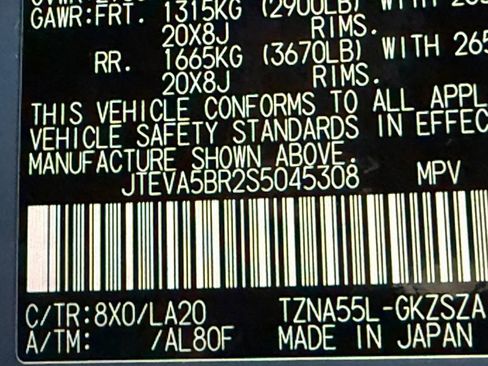 GAWR:FRT. 1315KG (2900LB) WITH 265
20X8J RIMS.
RR. 1665KG (3670LB) WITH 265
20X8J RIMS.
THIS VEHICLE CONFORMS TO ALL APPL
VEHICLE SAFETY STANDARDS IN EFFEC
MANUFACTURE SHOWN ABOVE.
JTEVA5BR2S5045308 MPV
C/TR:8X0/LA20 TZNA55L-GKZSZA
A/TM: /AL80F MADE IN JAPAN